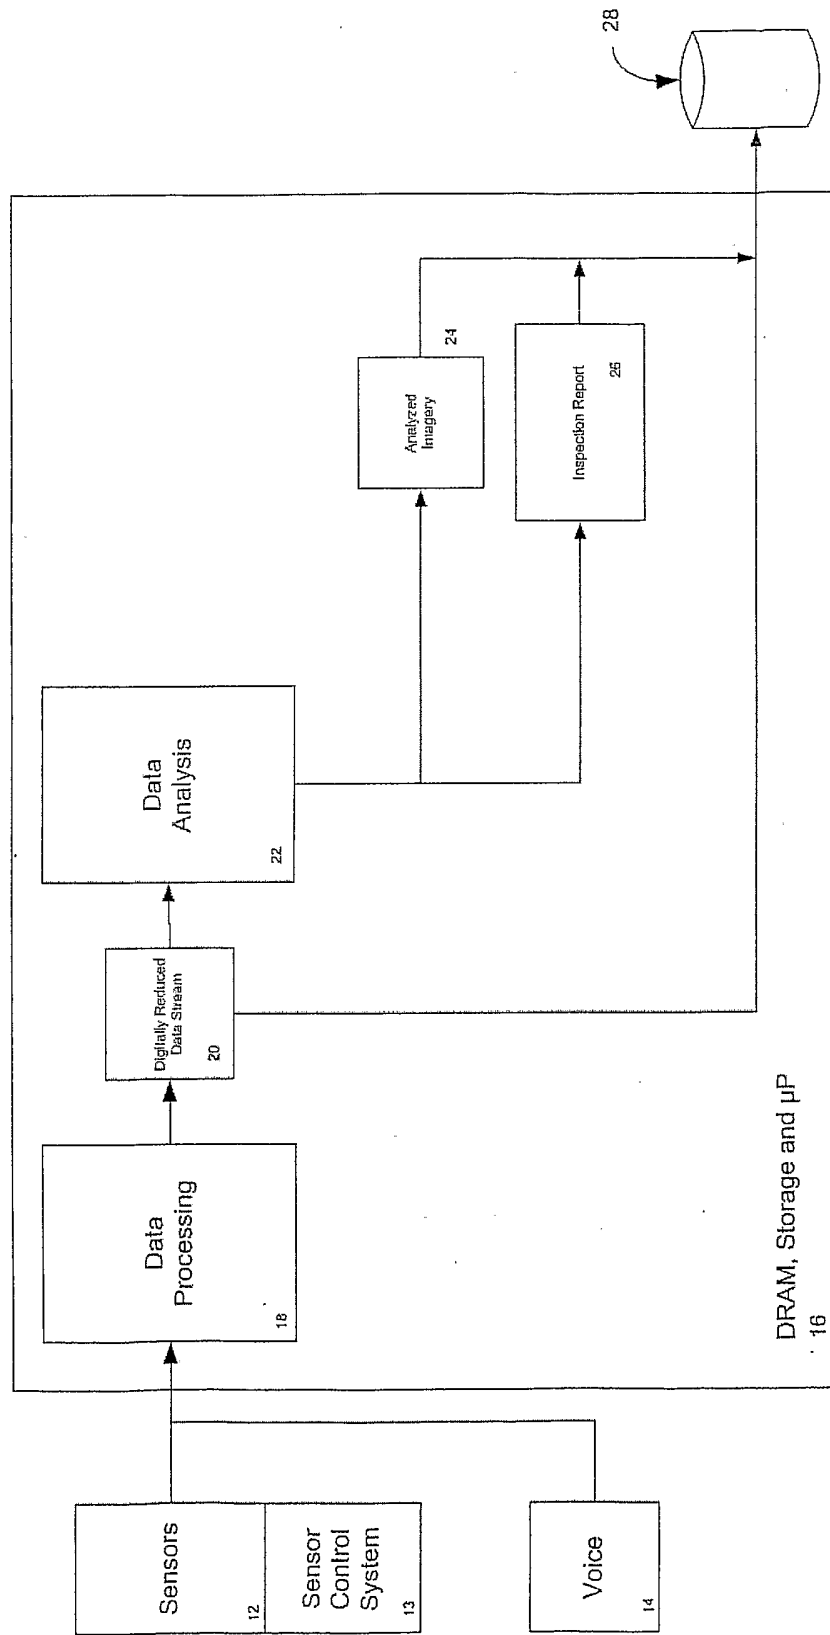 Sensors
12
Sensor
Control
System
13
Voice
14
Data
Processing
18
Digitally Reduced
Data Stream
20
Data
Analysis
22
Analyzed
Imagery
24
Inspection Report
26
28
DRAM, Storage and µP
16